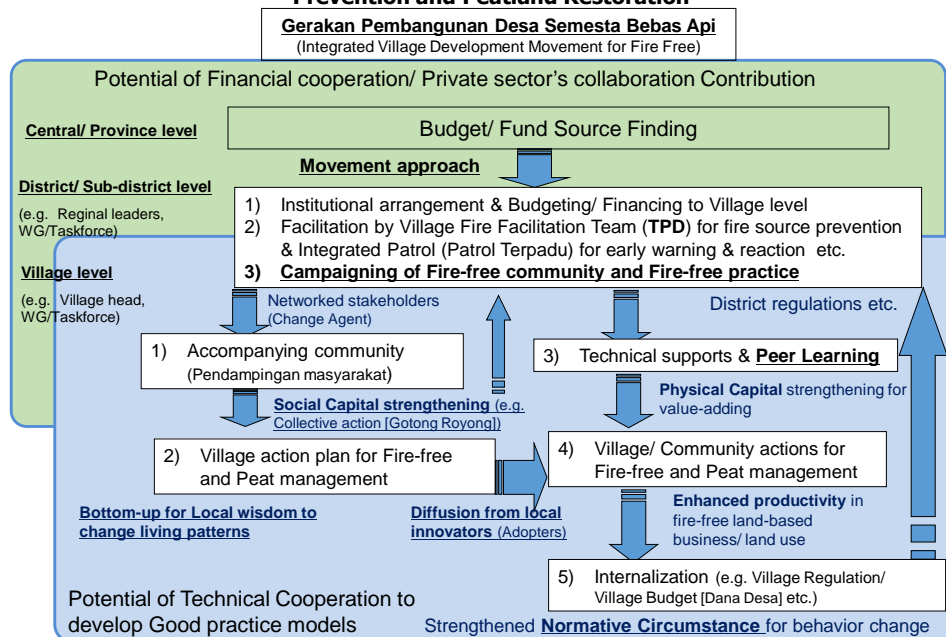 Prevention and Peatland Restoration
Gerakan Pembangunan Desa Semesta Bebas Api
(Integrated Village Development Movement for Fire Free)
Potential of Financial cooperation/ Private sector's collaboration Contribution
Central/ Province level
Budget/ Fund Source Finding
Movement approach
District/ Sub-district level
(e.g. Reginal leaders,
WG/Taskforce)
1) Institutional arrangement & Budgeting/ Financing to Village level
2) Facilitation by Village Fire Facilitation Team (TPD) for fire source prevention
& Integrated Patrol (Patrol Terpadu) for early warning & reaction etc.
3) Campaigning of Fire-free community and Fire-free practice
Village level
(e.g. Village head,
WG/Taskforce)
Networked stakeholders
(Change Agent)
District regulations etc.
1) Accompanying community
(Pendampingan masyarakat)
3) Technical supports & Peer Learning
Social Capital strengthening (e.g.
Collective action [Gotong Royong])
Physical Capital strengthening for
value-adding
2) Village action plan for Fire-free
and Peat management
4) Village/ Community actions for
Fire-free and Peat management
Bottom-up for Local wisdom to
change living patterns
Diffusion from local
innovators (Adopters)
Enhanced productivity in
fire-free land-based
business/ land use
5) Internalization (e.g. Village Regulation/
Village Budget [Dana Desa] etc.)
Potential of Technical Cooperation to
develop Good practice models
Strengthened Normative Circumstance for behavior change